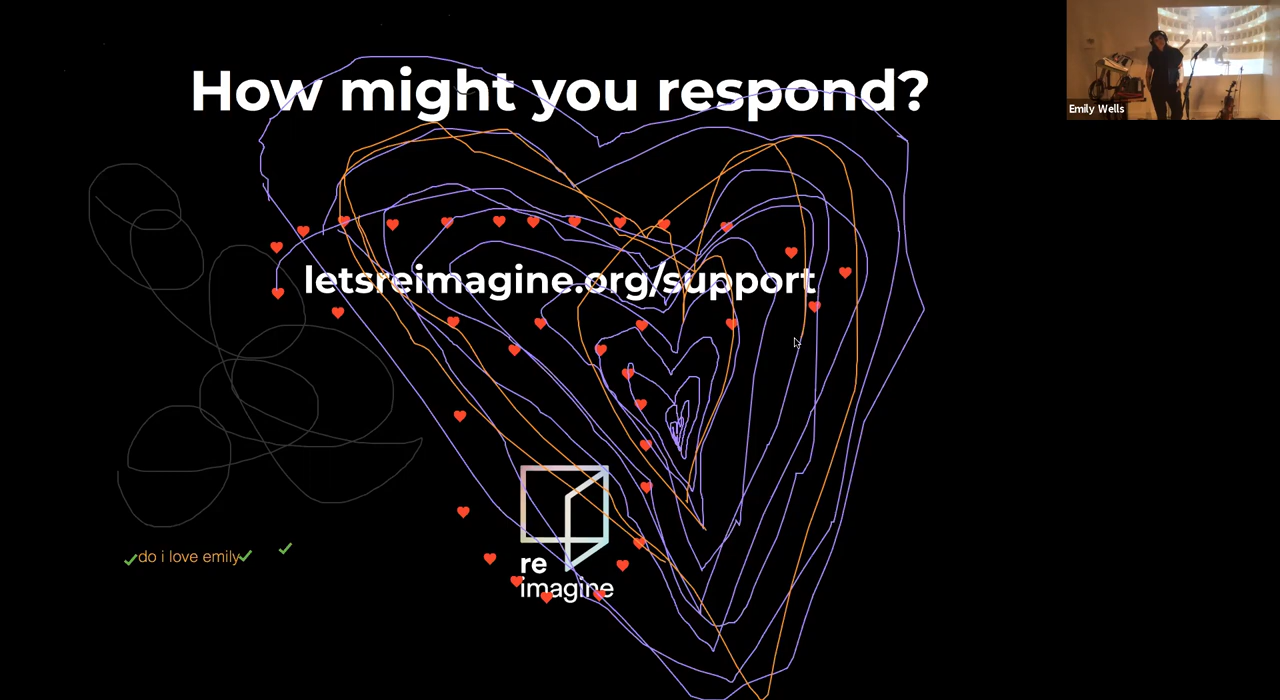 How might you respond?
Emily Wells
letsreimagine.org/support
do i love emily
re
imagine